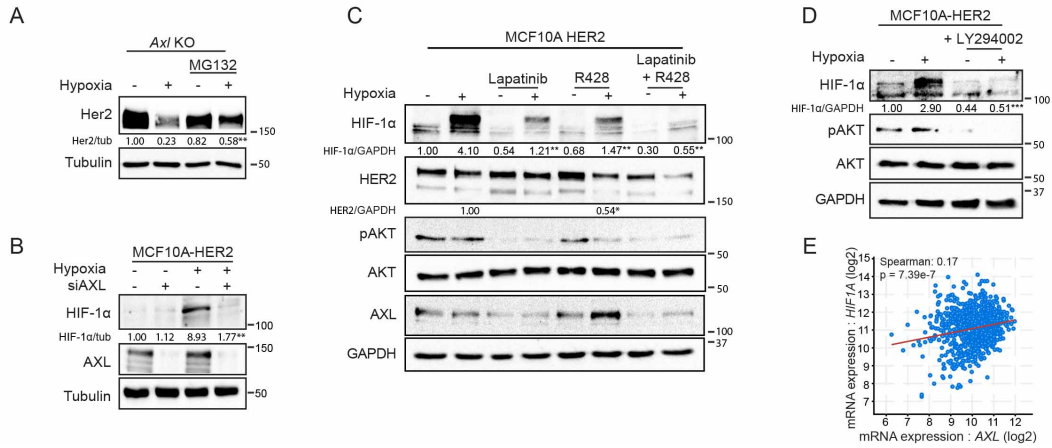 A
Axl KO
MG132
Hypoxia - + - +
Her2
150
Her2/tub 1.00 0.23 0.82 0.58**
Tubulin
50
B
MCF10A-HER2
Hypoxia - - + +
siAXL - + - +
HIF-1α
100
HIF-1α/tub 1.00 1.12 8.93 1.77**
AXL
150
Tubulin
50
C
MCF10A HER2
Lapatinib R428 Lapatinib
+ R428
Hypoxia - + - + - + - +
HIF-1α
100
HIF-1α/GAPDH 1.00 4.10 0.54 1.21** 0.68 1.47** 0.30 0.55**
HER2
150
HER2/GAPDH 1.00 0.54*
pAKT
50
AKT
50
AXL
100
37
GAPDH
D
MCF10A-HER2
+ LY294002
Hypoxia - + - +
HIF-1α
100
HIF-1α/GAPDH 1.00 2.90 0.44 0.51***
pAKT
AKT
50
37
GAPDH
E
Spearman: 0.17
p = 7.39e-7
mRNA expression : HIF1A (log2)
15
14
13
12
11
10
9
8
7
6 7 8 9 10 11 12
mRNA expression : AXL (log2)